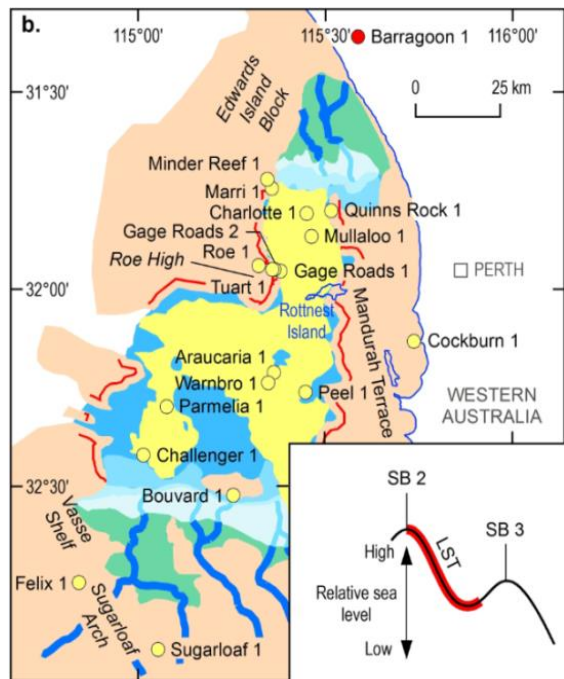 b.
115°00'
115°30'
116°00'
Barragoon 1
0
25 km
31°30'
Edwards
Island
Block
Minder Reef 1
Marri 1
Charlotte 1
Quinns Rock 1
Gage Roads 2
Mullaloo 1
Roe 1
Roe High
Gage Roads 1
PERTH
Tuart 1
32°00'
Rottnest
Island
Mandurah Terrace
Cockburn 1
Araucaria 1
Warnbro 1
Peel 1
WESTERN
AUSTRALIA
Parmelia 1
Challenger 1
32°30'
Bouvard 1
Vasse
Shelf
Felix 1
Sugarloaf
Arch
Sugarloaf 1
SB 2
SB 3
LST
High
Relative sea
level
Low